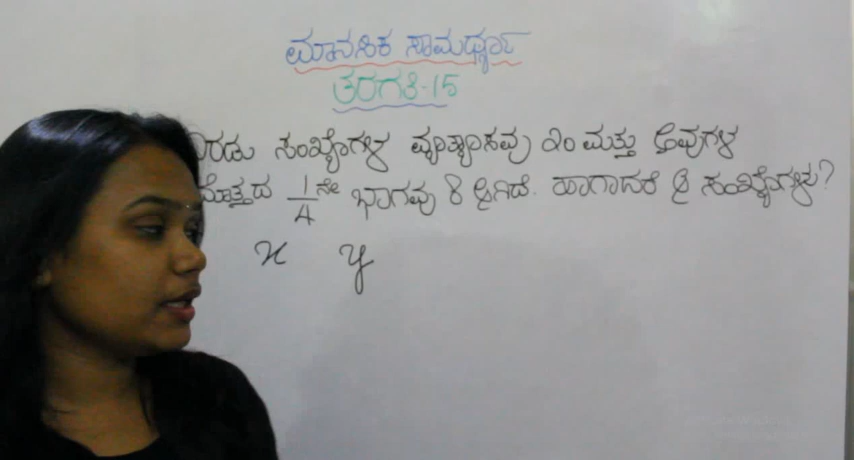 ಮಾನಸಿಕ ಸಾಮರ್ಥ್ಯ
ತರಗತಿ-15
ಎರಡು ಸಂಖ್ಯೆಗಳ ವ್ಯತ್ಯಾಸವು ೨೦ ಮತ್ತು ಅವುಗಳ
ಮೊತ್ತದ 1/4 ನೇ ಭಾಗವು 8 ಆಗಿದೆ. ಹಾಗಾದರೆ ಆ ಸಂಖ್ಯೆಗಳು?
x y